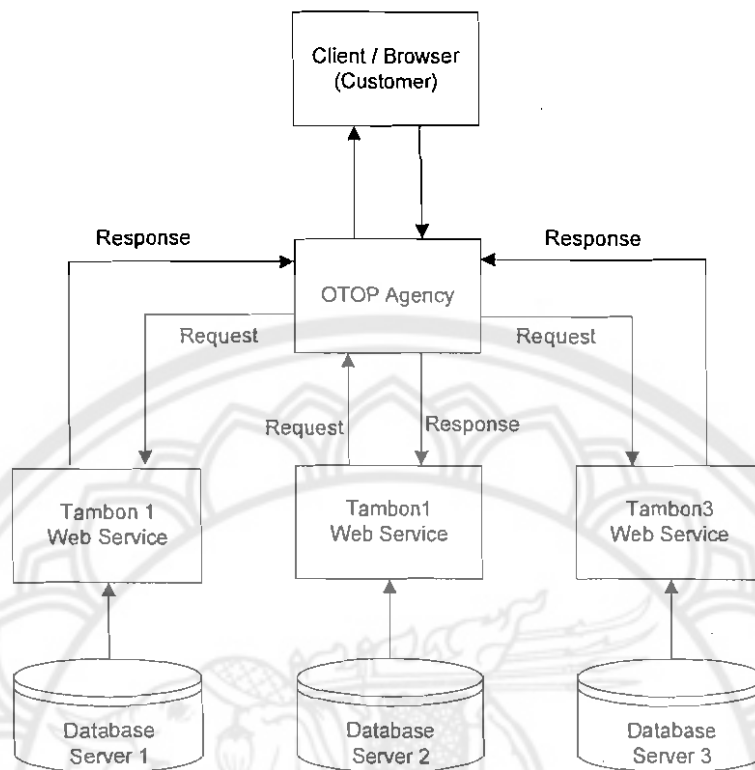 Client / Browser
(Customer)
Response
Response
OTOP Agency
Request
Request
Request
Response
Tambon 1
Web Service
Tambon1
Web Service
Tambon3
Web Service
Database
Server 1
Database
Server 2
Database
Server 3